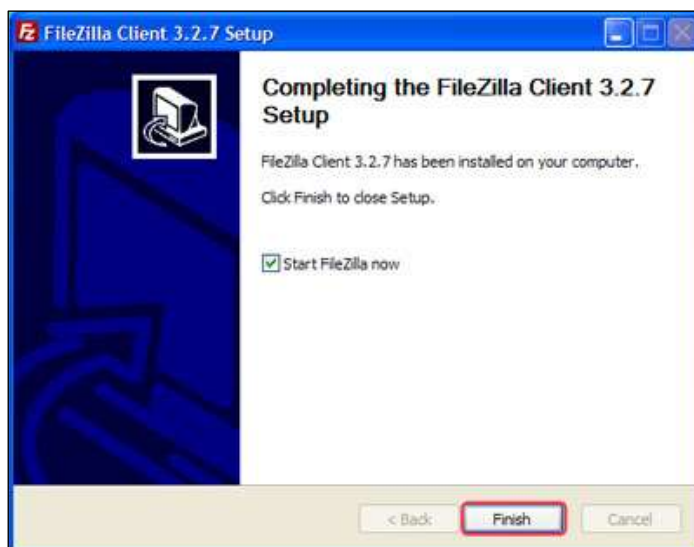 Fz FileZilla Client 3.2.7 Setup
Completing the FileZilla Client 3.2.7
Setup
FileZilla Client 3.2.7 has been installed on your computer.
Click Finish to close Setup.
Start FileZilla now
< Back Finish Cancel